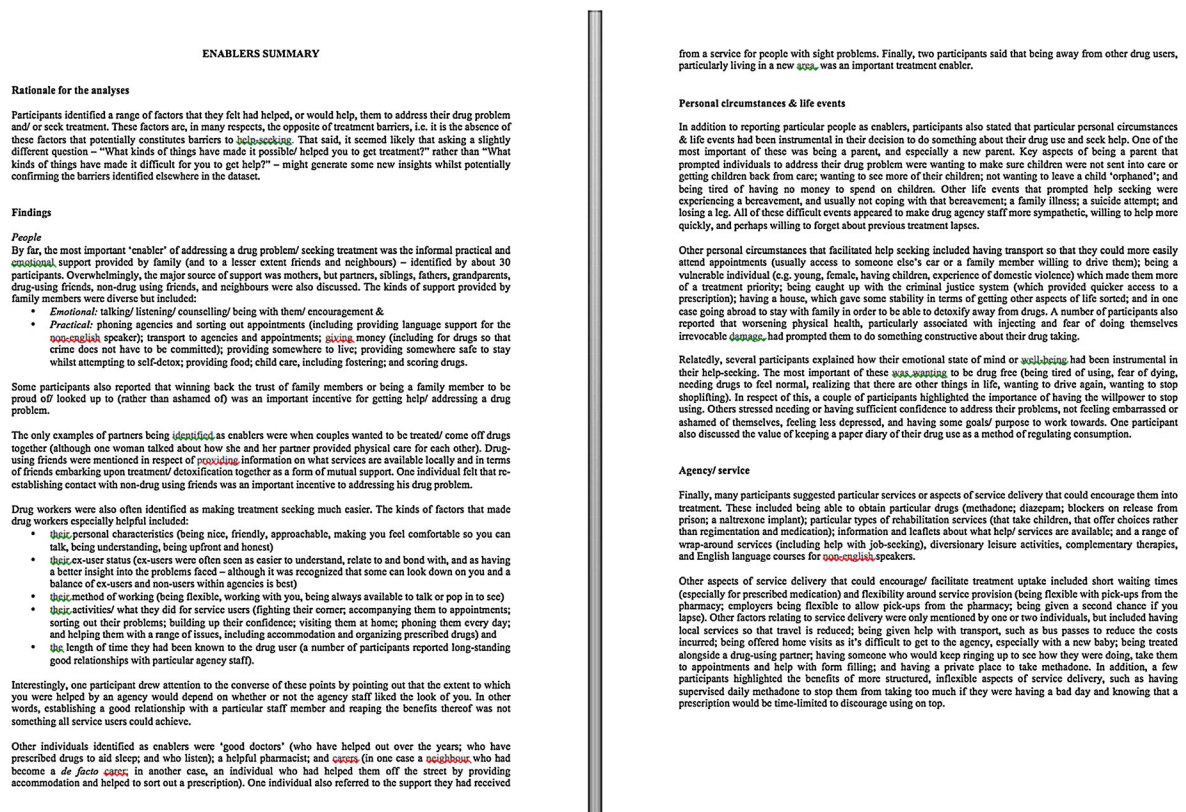 ENABLERS SUMMARY
Rationale for the analyses
Participants identified a range of factors that they felt had helped, or would help, them to address their drug problem
and/ or seek treatment. These factors are, in many respects, the opposite of treatment barriers, i.e. it is the absence of
these factors that potentially constitutes barriers to help-seeking. That said, it seemed likely that asking a slightly
different question – “What kinds of things have made it possible/ helped you to get treatment?” rather than “What
kinds of things have made it difficult for you to get help?” – might generate some new insights whilst potentially
confirming the barriers identified elsewhere in the dataset.
Findings
People
By far, the most important ‘enabler’ of addressing a drug problem/ seeking treatment was the informal practical and
emotional support provided by family (and to a lesser extent friends and neighbours) – identified by about 30
participants. Overwhelmingly, the major source of support was mothers, but partners, siblings, fathers, grandparents,
drug-using friends, non-drug using friends, and neighbours were also discussed. The kinds of support provided by
family members were diverse but included:
• Emotional: talking/ listening/ counselling/ being with them/ encouragement &
• Practical: phoning agencies and sorting out appointments (including providing language support for the
non-english speaker); transport to agencies and appointments; giving money (including for drugs so that
crime does not have to be committed); providing somewhere to live; providing somewhere safe to stay
whilst attempting to self-detox; providing food; child care, including fostering; and scoring drugs.
Some participants also reported that winning back the trust of family members or being a family member to be
proud of/ looked up to (rather than ashamed of) was an important incentive for getting help/ addressing a drug
problem.
The only examples of partners being identified as enablers were when couples wanted to be treated/ come off drugs
together (although one woman talked about how she and her partner provided physical care for each other). Drug-
using friends were mentioned in respect of providing information on what services are available locally and in terms
of friends embarking upon treatment/ detoxification together as a form of mutual support. One individual felt that re-
establishing contact with non-drug using friends was an important incentive to addressing his drug problem.
Drug workers were also often identified as making treatment seeking much easier. The kinds of factors that made
drug workers especially helpful included:
• their personal characteristics (being nice, friendly, approachable, making you feel comfortable so you can
talk, being understanding, being upfront and honest)
• their ex-user status (ex-users were often seen as easier to understand, relate to and bond with, and as having
a better insight into the problems faced – although it was recognized that some can look down on you and a
balance of ex-users and non-users within agencies is best)
• their method of working (being flexible, working with you, being always available to talk or pop in to see)
• their activities/ what they did for service users (fighting their corner; accompanying them to appointments;
sorting out their problems; building up their confidence; visiting them at home; phoning them every day;
and helping them with a range of issues, including accommodation and organizing prescribed drugs) and
• the length of time they had been known to the drug user (a number of participants reported long-standing
good relationships with particular agency staff).
Interestingly, one participant drew attention to the converse of these points by pointing out that the extent to which
you were helped by an agency would depend on whether or not the agency staff liked the look of you. In other
words, establishing a good relationship with a particular staff member and reaping the benefits thereof was not
something all service users could achieve.
Other individuals identified as enablers were ‘good doctors’ (who have helped out over the years; who have
prescribed drugs to aid sleep; and who listen); a helpful pharmacist; and carers (in one case a neighbour who had
become a de facto carer; in another case, an individual who had helped them off the street by providing
accommodation and helped to sort out a prescription). One individual also referred to the support they had received
from a service for people with sight problems. Finally, two participants said that being away from other drug users,
particularly living in a new area, was an important treatment enabler.
Personal circumstances & life events
In addition to reporting particular people as enablers, participants also stated that particular personal circumstances
& life events had been instrumental in their decision to do something about their drug use and seek help. One of the
most important of these was being a parent, and especially a new parent. Key aspects of being a parent that
prompted individuals to address their drug problem were wanting to make sure children were not sent into care or
getting children back from care; wanting to see more of their children; not wanting to leave a child ‘orphaned’; and
being tired of having no money to spend on children. Other life events that prompted help seeking were
experiencing a bereavement, and usually not coping with that bereavement; a family illness; a suicide attempt; and
losing a leg. All of these difficult events appeared to make drug agency staff more sympathetic, willing to help more
quickly, and perhaps willing to forget about previous treatment lapses.
Other personal circumstances that facilitated help seeking included having transport so that they could more easily
attend appointments (usually access to someone else’s car or a family member willing to drive them); being a
vulnerable individual (e.g. young, female, having children, experience of domestic violence) which made them more
of a treatment priority; being caught up with the criminal justice system (which provided quicker access to a
prescription); having a house, which gave some stability in terms of getting other aspects of life sorted; and in one
case going abroad to stay with family in order to be able to detoxify away from drugs. A number of participants also
reported that worsening physical health, particularly associated with injecting and fear of doing themselves
irrevocable damage, had prompted them to do something constructive about their drug taking.
Relatedly, several participants explained how their emotional state of mind or well-being had been instrumental in
their help-seeking. The most important of these was wanting to be drug free (being tired of using, fear of dying,
needing drugs to feel normal, realizing that there are other things in life, wanting to drive again, wanting to stop
shoplifting). In respect of this, a couple of participants highlighted the importance of having the willpower to stop
using. Others stressed needing or having sufficient confidence to address their problems, not feeling embarrassed or
ashamed of themselves, feeling less depressed, and having some goals/ purpose to work towards. One participant
also discussed the value of keeping a paper diary of their drug use as a method of regulating consumption.
Agency/ service
Finally, many participants suggested particular services or aspects of service delivery that could encourage them into
treatment. These included being able to obtain particular drugs (methadone; diazepam; blockers on release from
prison; a naltrexone implant); particular types of rehabilitation services (that take children, that offer choices rather
than regimentation and medication); information and leaflets about what help/ services are available; and a range of
wrap-around services (including help with job-seeking), diversionary leisure activities, complementary therapies,
and English language courses for non-english speakers.
Other aspects of service delivery that could encourage/ facilitate treatment uptake included short waiting times
(especially for prescribed medication) and flexibility around service provision (being flexible with pick-ups from the
pharmacy; employers being flexible to allow pick-ups from the pharmacy; being given a second chance if you
lapse). Other factors relating to service delivery were only mentioned by one or two individuals, but included having
local services so that travel is reduced; being given help with transport, such as bus passes to reduce the costs
incurred; being offered home visits as it’s difficult to get to the agency, especially with a new baby; being treated
alongside a drug-using partner; having someone who would keep ringing up to see how they were doing, take them
to appointments and help with form filling; and having a private place to take methadone. In addition, a few
participants highlighted the benefits of more structured, inflexible aspects of service delivery, such as having
supervised daily methadone to stop them from taking too much if they were having a bad day and knowing that a
prescription would be time-limited to discourage using on top.